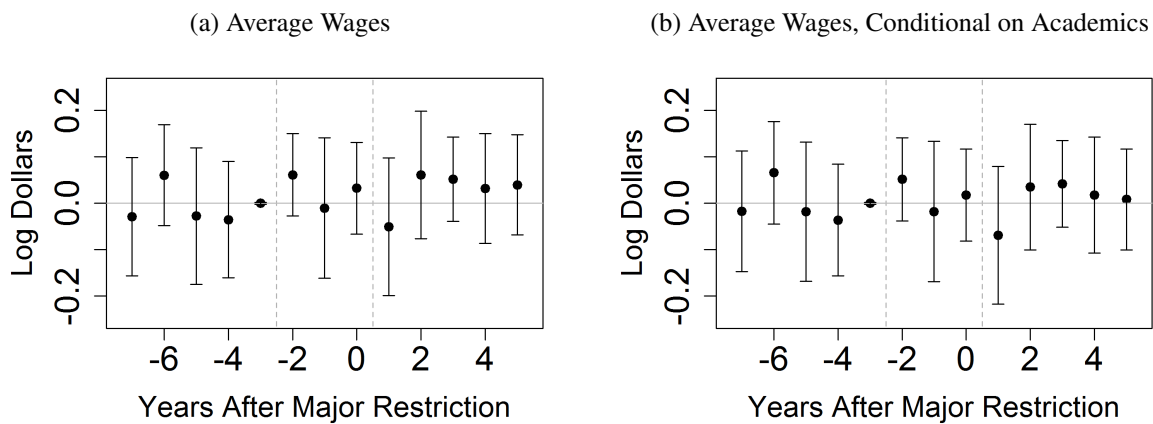 (a) Average Wages
Log Dollars
0.2
0.0
-0.2
-6 -4 -2 0 2 4
Years After Major Restriction
(b) Average Wages, Conditional on Academics
Log Dollars
0.2
0.0
-0.2
-6 -4 -2 0 2 4
Years After Major Restriction